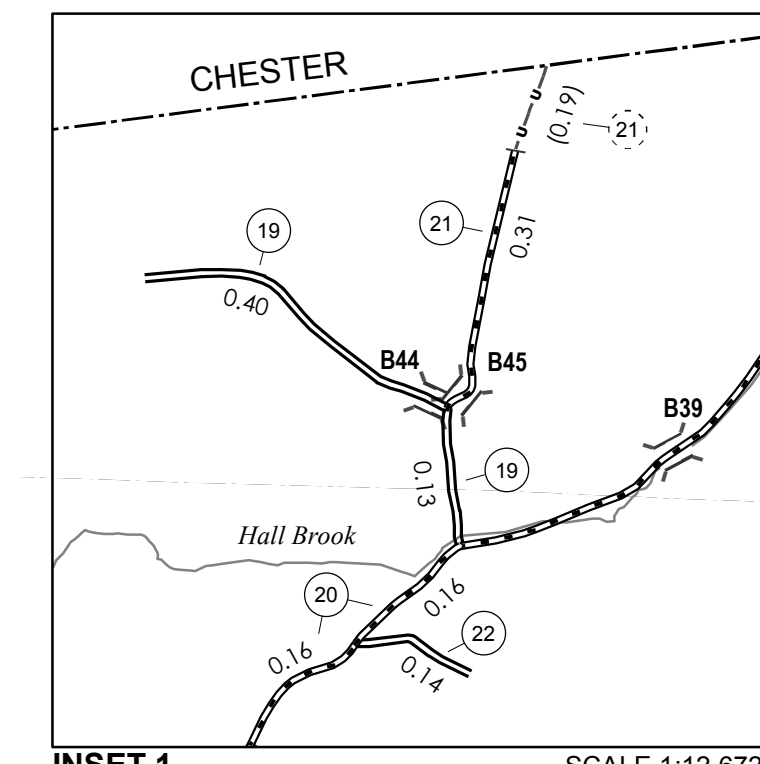 CHESTER
S
S
(0.19)
21
21
0.31
19
0.40
B44
B45
B39
0.13
19
Hall Brook
20
0.16
22
0.16
0.14
INSET 1
SCALE 1:12,672